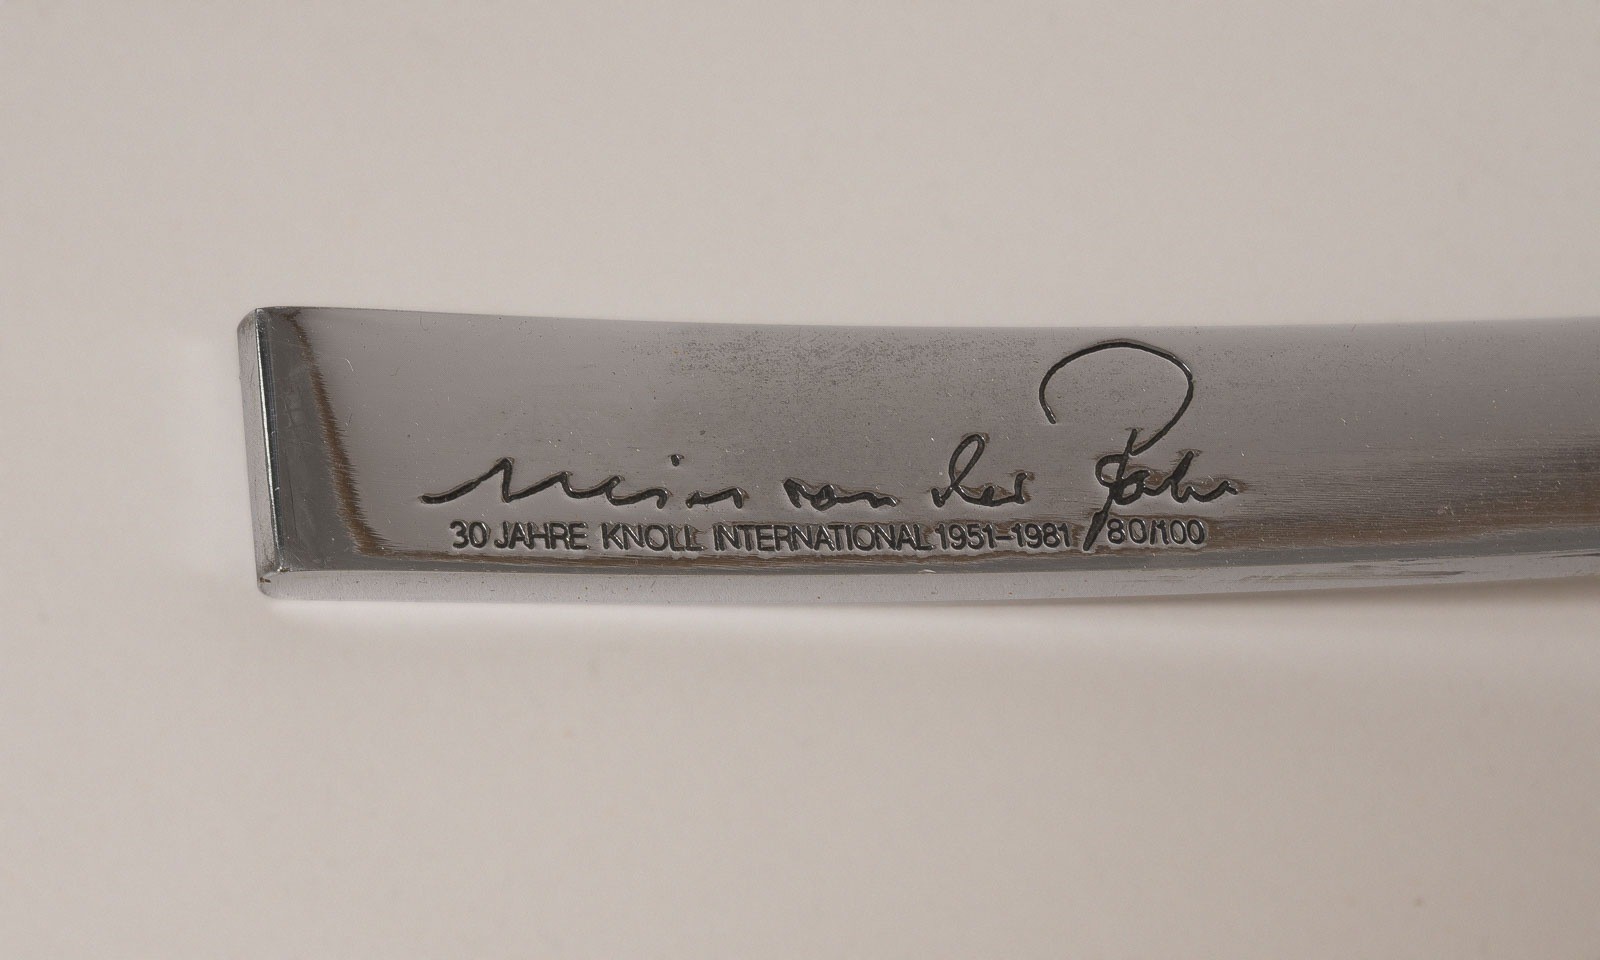 Mies van der Rohe
30 JAHRE KNOLL INTERNATIONAL 1951-1981 80/100